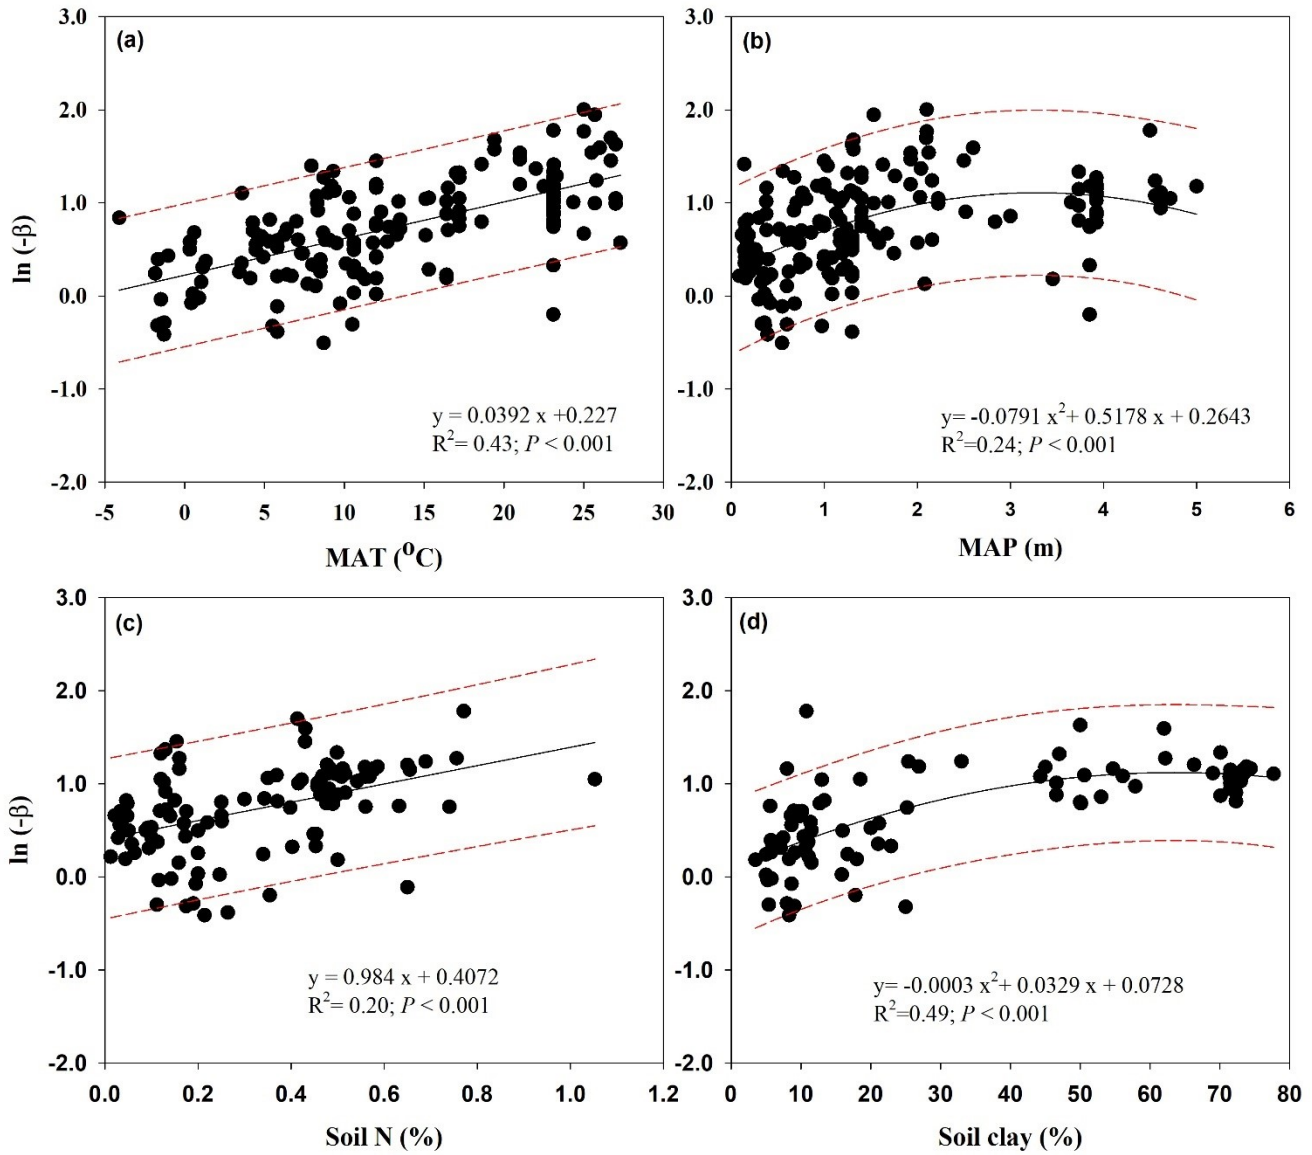 3.0
2.0
1.0
0.0
-1.0
-2.0
ln (-β)
(a)
y = 0.0392 x +0.227
R²= 0.43; P < 0.001
-5 0 5 10 15 20 25 30
MAT (°C)
3.0
2.0
1.0
0.0
-1.0
-2.0
(b)
y= -0.0791 x²+ 0.5178 x + 0.2643
R²=0.24; P < 0.001
0 1 2 3 4 5 6
MAP (m)
3.0
2.0
1.0
0.0
-1.0
-2.0
ln (-β)
(c)
y = 0.984 x + 0.4072
R²= 0.20; P < 0.001
0.0 0.2 0.4 0.6 0.8 1.0 1.2
Soil N (%)
3.0
2.0
1.0
0.0
-1.0
-2.0
(d)
y= -0.0003 x²+ 0.0329 x + 0.0728
R²=0.49; P < 0.001
0 10 20 30 40 50 60 70 80
Soil clay (%)